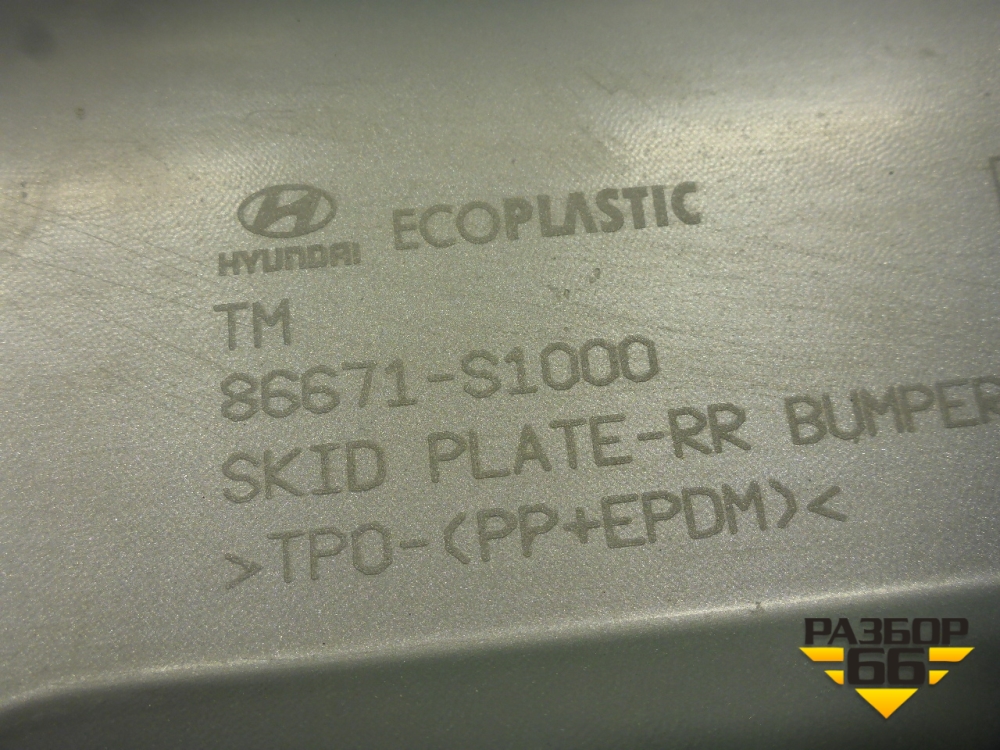 HYUNDAI ECOPLASTIC
TM
86671-S1000
SKID PLATE-RR BUMPER
>TPO-(PP+EPDM)<
РАЗБОР
66